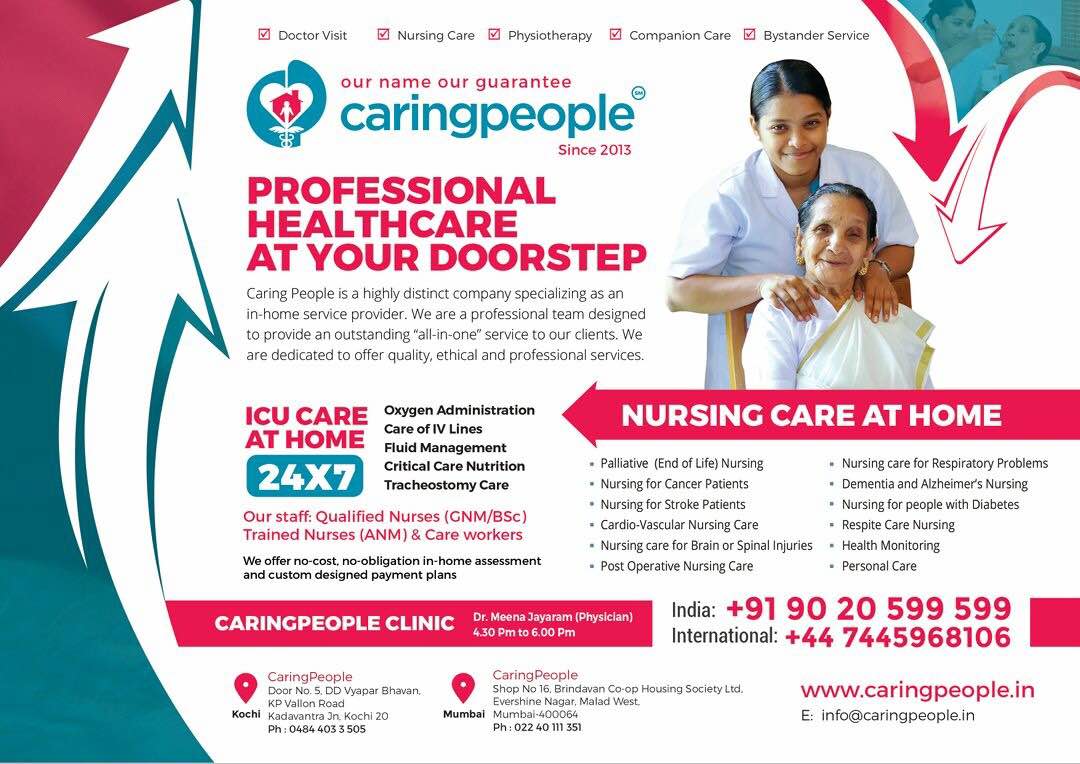 Doctor Visit
Nursing Care
Physiotherapy
Companion Care
Bystander Service
our name our guarantee
caringpeople SM
Since 2013
PROFESSIONAL
HEALTHCARE
AT YOUR DOORSTEP
Caring People is a highly distinct company specializing as an
in-home service provider. We are a professional team designed
to provide an outstanding “all-in-one” service to our clients. We
are dedicated to offer quality, ethical and professional services.
ICU CARE
AT HOME
24X7
Oxygen Administration
Care of IV Lines
Fluid Management
Critical Care Nutrition
Tracheostomy Care
Our staff: Qualified Nurses (GNM/BSc)
Trained Nurses (ANM) & Care workers
We offer no-cost, no-obligation in-home assessment
and custom designed payment plans
NURSING CARE AT HOME
Palliative (End of Life) Nursing
Nursing for Cancer Patients
Nursing for Stroke Patients
Cardio-Vascular Nursing Care
Nursing care for Brain or Spinal Injuries
Post Operative Nursing Care
Nursing care for Respiratory Problems
Dementia and Alzheimer's Nursing
Nursing for people with Diabetes
Respite Care Nursing
Health Monitoring
Personal Care
CARINGPEOPLE CLINIC
Dr. Meena Jayaram (Physician)
4.30 Pm to 6.00 Pm
India: +91 90 20 599 599
International: +44 7445968106
Kochi
CaringPeople
Door No. 5, DD Vyapar Bhavan,
KP Vallon Road
Kadavantra Jn, Kochi 20
Ph : 0484 403 3 505
Mumbai
CaringPeople
Shop No 16, Brindavan Co-op Housing Society Ltd,
Evershine Nagar, Malad West,
Mumbai-400064
Ph : 022 40 111 351
www.caringpeople.in
E: info@caringpeople.in